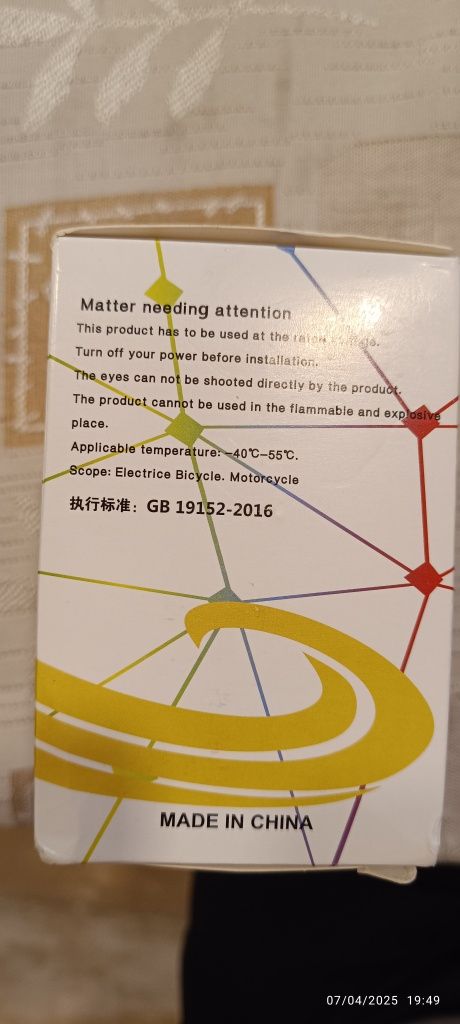 Matter needing attention
This product has to be used at the rated
Turn off your power before installation.
The eyes can not be shooted directly by the product.
The product cannot be used in the flammable and explosive
place.
Applicable temperature: -40℃-55℃.
Scope: Electrice Bicycle. Motorcycle
执行标准: GB 19152-2016
MADE IN CHINA
07/04/2025 19:49